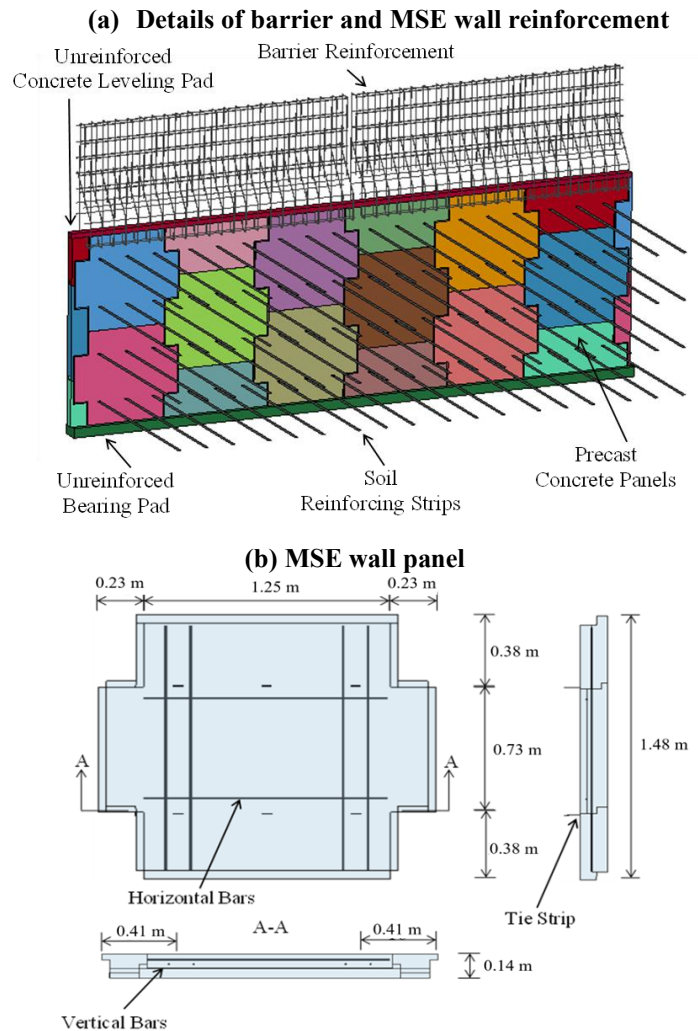 (a) Details of barrier and MSE wall reinforcement
Unreinforced
Concrete Leveling Pad
Barrier Reinforcement
Unreinforced
Bearing Pad
Soil
Reinforcing Strips
Precast
Concrete Panels
(b) MSE wall panel
0.23 m
1.25 m
0.23 m
0.38 m
0.73 m
1.48 m
A
A
0.38 m
Horizontal Bars
Tie Strip
0.41 m
A-A
0.41 m
0.14 m
Vertical Bars